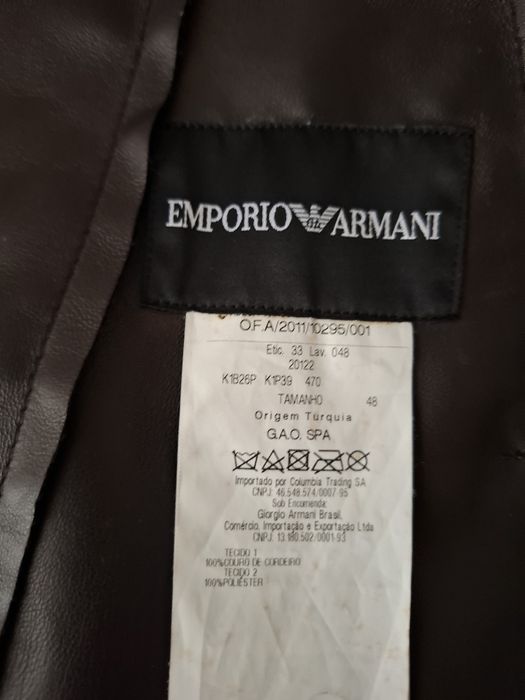 EMPORIO ARMANI
O.F.A/2011/10295/001
Etic. 33 Lav. 048
20122
K1B26P K1P39 470
TAMANHO 48
Origem Turquia
G.A.O. SPA
Importado por Columbia Trading SA
CNPJ: 46.548.574/0007-95
Sob Encomenda:
Giorgio Armani Brasil,
Comércio, Importação e Exportação Ltda
CNPJ. 13.180.502/0001-93
TECIDO 1
100%COURO DE CORDEIRO
TECIDO 2
100%POLIÉSTER